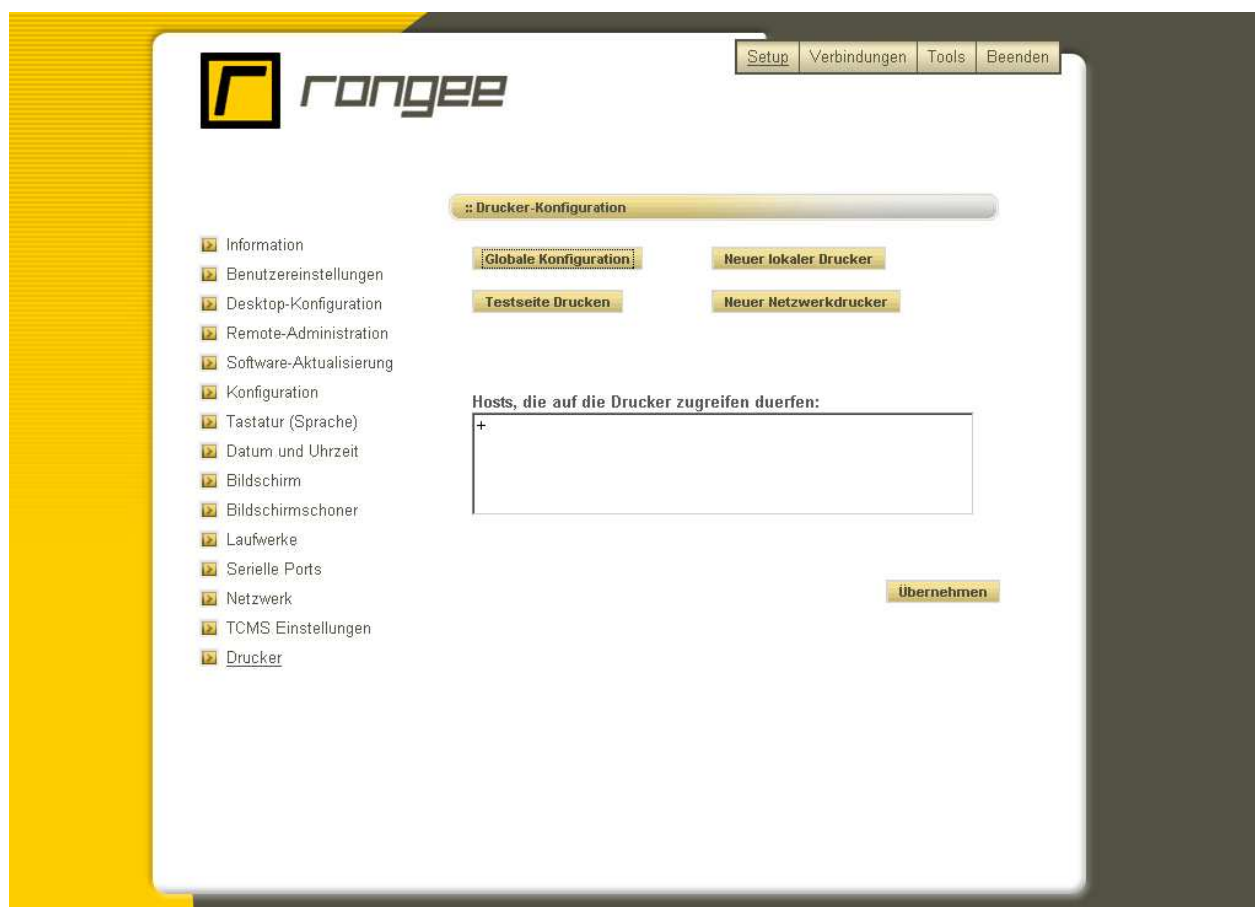 rangee
Setup Verbindungen Tools Beenden
:: Drucker-Konfiguration
Information
Benutzereinstellungen
Desktop-Konfiguration
Remote-Administration
Software-Aktualisierung
Konfiguration
Tastatur (Sprache)
Datum und Uhrzeit
Bildschirm
Bildschirmschoner
Laufwerke
Serielle Ports
Netzwerk
TCMS Einstellungen
Drucker
Globale Konfiguration Neuer lokaler Drucker
Testseite Drucken Neuer Netzwerkdrucker
Hosts, die auf die Drucker zugreifen duerfen:
+
Übernehmen